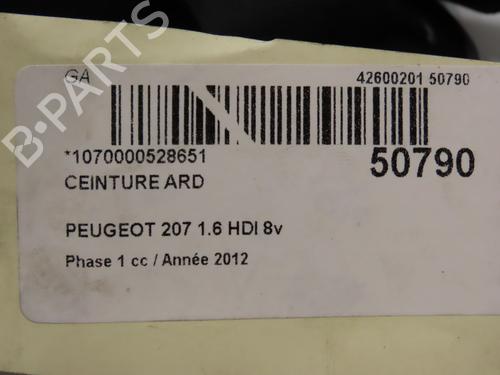 GA
42600201 50790
*1070000528651
50790
CEINTURE ARD
PEUGEOT 207 1.6 HDI 8v
Phase 1 cc / Année 2012
B-PARTS